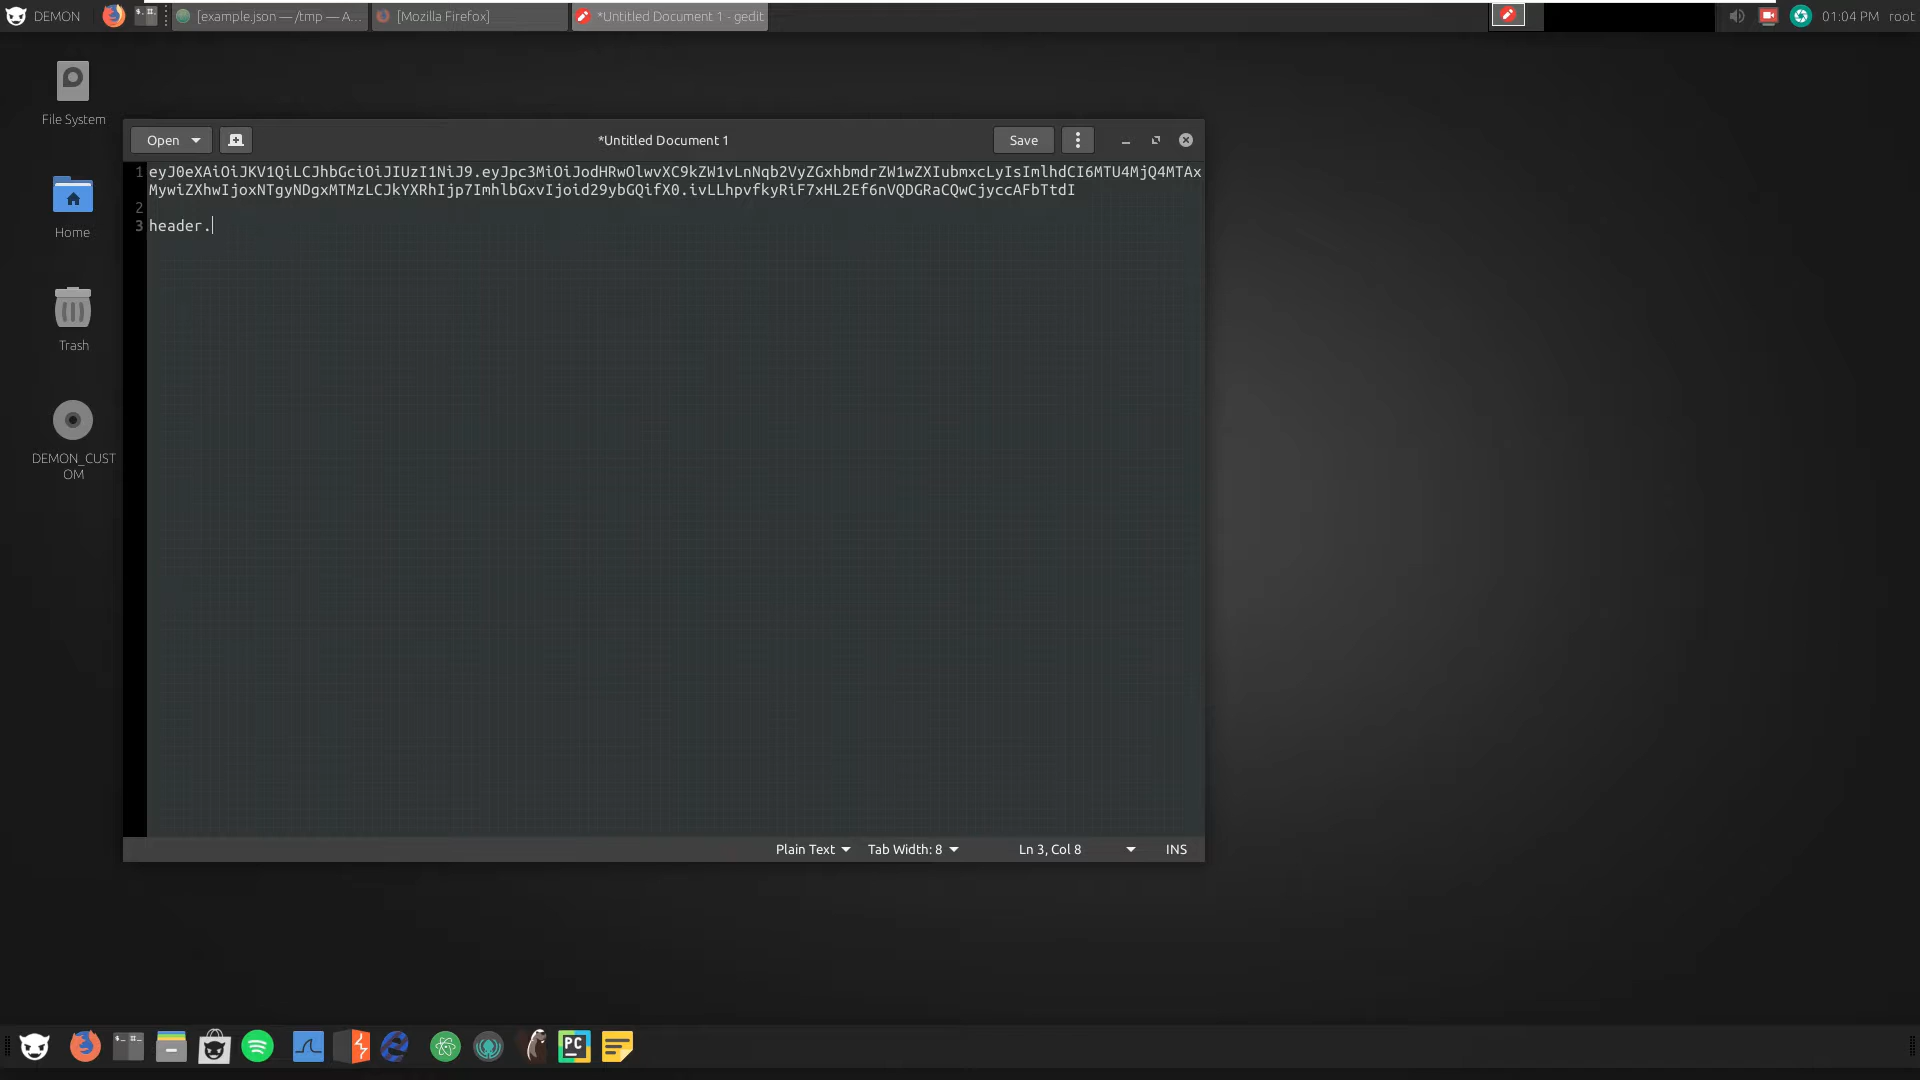 DEMON
[example.json — /tmp — A...
[Mozilla Firefox]
*Untitled Document 1 - gedit
01:04 PM
root
File System
Home
Trash
DEMON_CUST
OM
Open
*Untitled Document 1
Save
1 eyJ0eXAiOiJKV1QiLCJhbGciOiJIUzI1NiJ9.eyJpc3MiOiJodHRwOlwvXC9kZW1vLnNqb2VyZGxhbmdrZW1wZXIubmxcLyIsImlhdCI6MTU4MjQ4MTAx
MywiZXhwIjoxNTgyNDgxMTMzLCJkYXRhIjp7ImhlbGxvIjoid29ybGQifX0.ivLLhpvfkyRiF7xHL2Ef6nVQDGRaCQwCjyccAFbTtdI
2
3 header.
Plain Text
Tab Width: 8
Ln 3, Col 8
INS
PC